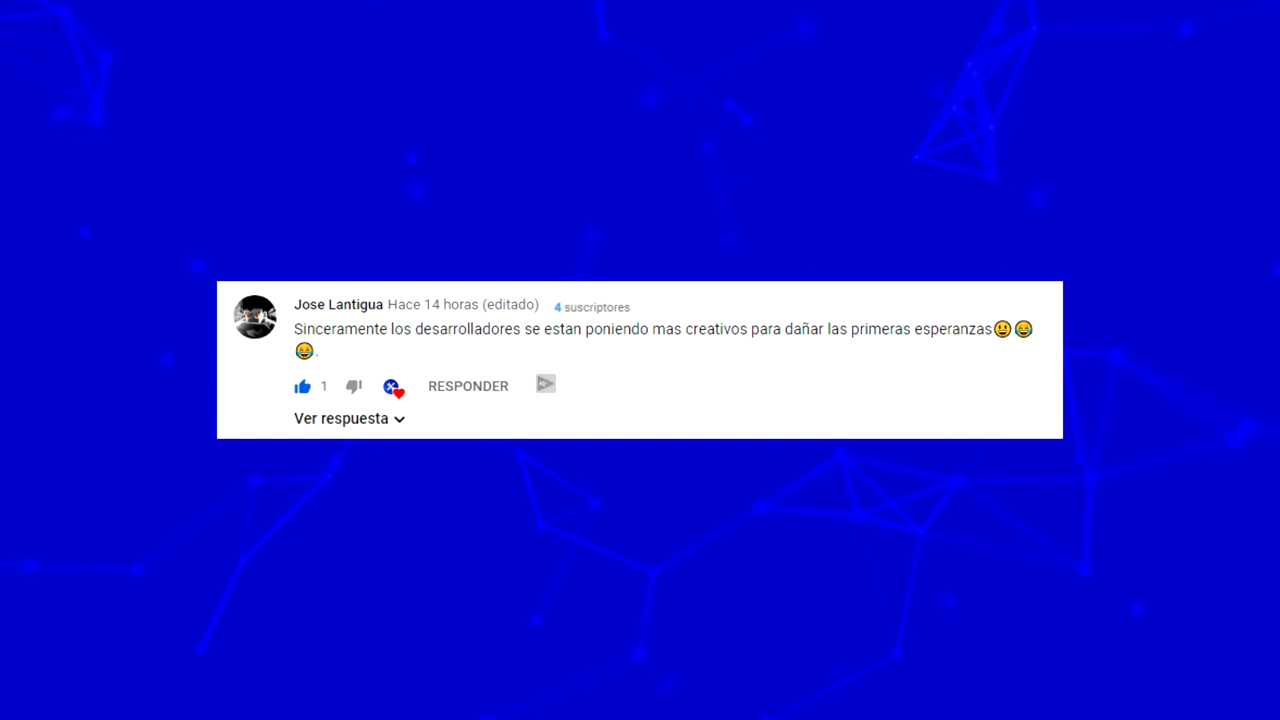 Jose Lantigua Hace 14 horas (editado) 4 suscriptores
Sinceramente los desarrolladores se estan poniendo mas creativos para dañar las primeras esperanzas😃😂
😂.
1 RESPONDER
Ver respuesta